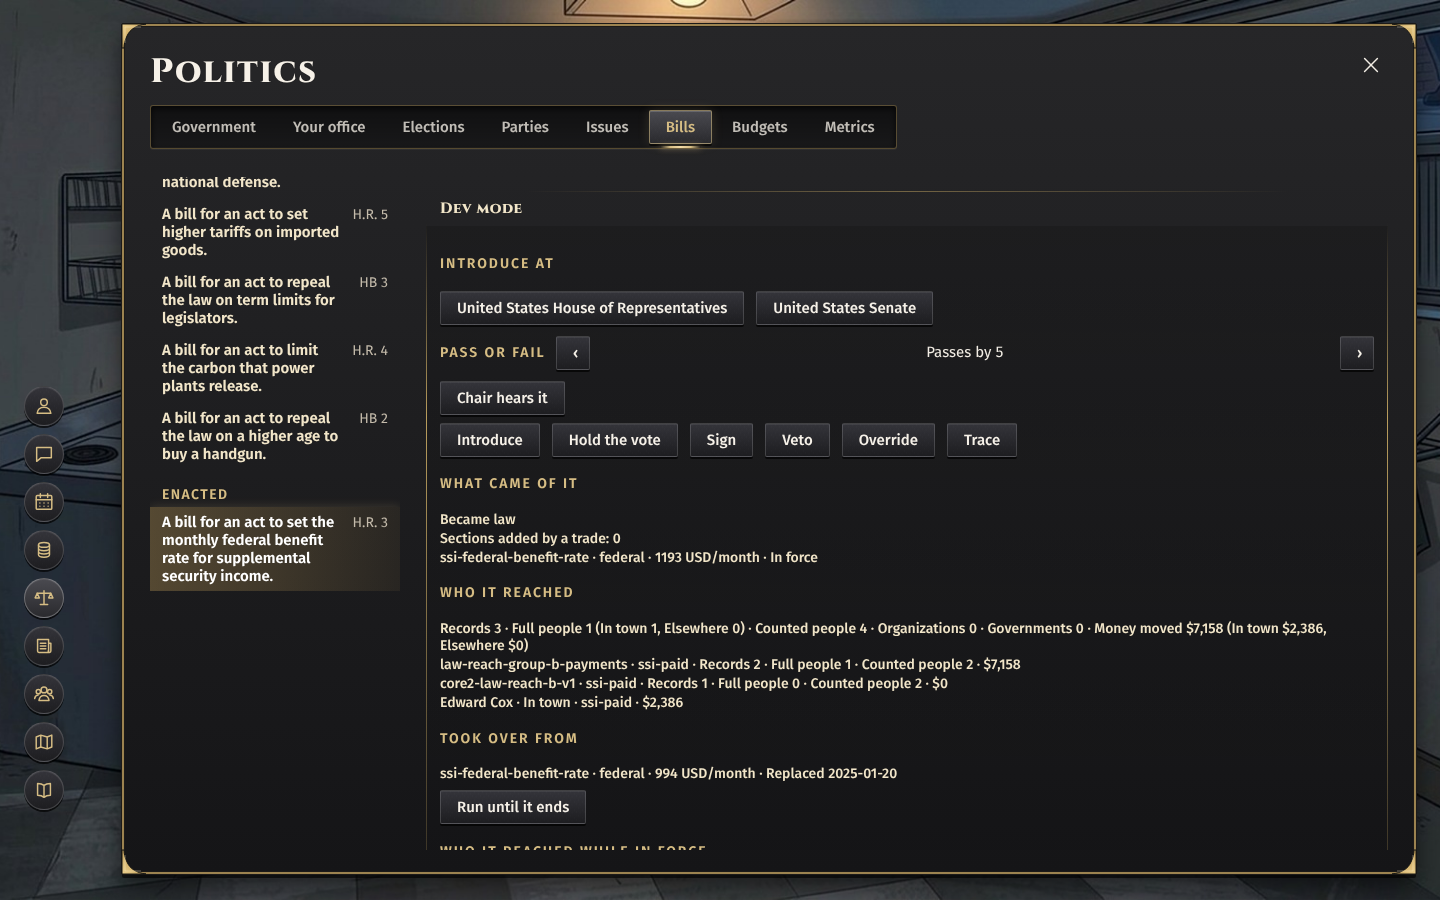 Politics
Government
Your office
Elections
Parties
Issues
Bills
Budgets
Metrics
national defense.
A bill for an act to set H.R. 5
higher tariffs on imported
goods.
A bill for an act to repeal HB 3
the law on term limits for
legislators.
A bill for an act to limit H.R. 4
the carbon that power
plants release.
A bill for an act to repeal HB 2
the law on a higher age to
buy a handgun.
ENACTED
A bill for an act to set the H.R. 3
monthly federal benefit
rate for supplemental
security income.
Dev mode
INTRODUCE AT
United States House of Representatives
United States Senate
PASS OR FAIL ‹ Passes by 5 ›
Chair hears it
Introduce
Hold the vote
Sign
Veto
Override
Trace
WHAT CAME OF IT
Became law
Sections added by a trade: 0
ssi-federal-benefit-rate · federal · 1193 USD/month · In force
WHO IT REACHED
Records 3 · Full people 1 (In town 1, Elsewhere 0) · Counted people 4 · Organizations 0 · Governments 0 · Money moved $7,158 (In town $2,386,
Elsewhere $0)
law-reach-group-b-payments · ssi-paid · Records 2 · Full people 1 · Counted people 2 · $7,158
core2-law-reach-b-v1 · ssi-paid · Records 1 · Full people 0 · Counted people 2 · $0
Edward Cox · In town · ssi-paid · $2,386
TOOK OVER FROM
ssi-federal-benefit-rate · federal · 994 USD/month · Replaced 2025-01-20
Run until it ends
WHO IT REACHED WHILE IN FORCE